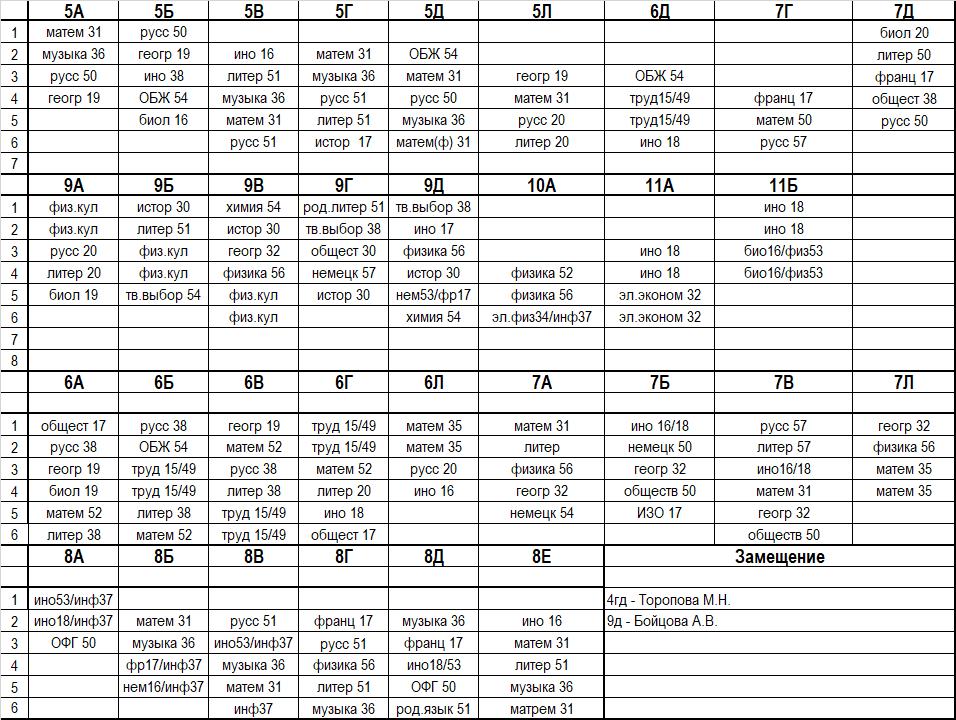 5А 5Б 5В 5Г 5Д 5Л 6Д 7Г 7Д
1 матем 31 русс 50 биол 20
2 музыка 36 геогр 19 ино 16 матем 31 ОБЖ 54 литер 50
3 русс 50 ино 38 литер 51 музыка 36 матем 31 геогр 19 ОБЖ 54 франц 17
4 геогр 19 ОБЖ 54 музыка 36 русс 51 русс 50 матем 31 труд15/49 франц 17 общест 38
5 биол 16 матем 31 литер 51 музыка 36 русс 20 труд15/49 матем 50 русс 50
6 русс 51 истор 17 матем(ф) 31 литер 20 ино 18 русс 57
7
9А 9Б 9В 9Г 9Д 10А 11А 11Б
1 физ.кул истор 30 химия 54 род.литер 51 тв.выбор 38 ино 18
2 физ.кул литер 51 истор 30 тв.выбор 38 ино 17 ино 18
3 русс 20 физ.кул геогр 32 общест 30 физика 56 ино 18 био16/физ53
4 литер 20 физ.кул физика 56 немецк 57 истор 30 физика 52 ино 18 био16/физ53
5 биол 19 тв.выбор 54 физ.кул истор 30 нем53/фр17 физика 56 эл.эконом 32
6 физ.кул химия 54 эл.физ34/инф37 эл.эконом 32
7
8
6А 6Б 6В 6Г 6Л 7А 7Б 7В 7Л
1 общест 17 русс 38 геогр 19 труд 15/49 матем 35 матем 31 ино 16/18 русс 57 геогр 32
2 русс 38 ОБЖ 54 матем 52 труд 15/49 матем 35 литер немецк 50 литер 57 физика 56
3 геогр 19 труд 15/49 русс 38 матем 52 русс 20 физика 56 геогр 32 ино16/18 матем 35
4 биол 19 труд 15/49 литер 38 литер 20 ино 16 геогр 32 обществ 50 матем 31 матем 35
5 матем 52 литер 38 труд 15/49 ино 18 немецк 54 ИЗО 17 геогр 32
6 литер 38 матем 52 труд 15/49 общест 17 обществ 50
8А 8Б 8В 8Г 8Д 8Е Замещение
1 ино53/инф37 4гд - Торопова М.Н.
2 ино18/инф37 матем 31 русс 51 франц 17 музыка 36 ино 16 9д - Бойцова А.В.
3 ОФГ 50 музыка 36 ино53/инф37 русс 51 франц 17 матем 31
4 фр17/инф37 музыка 36 физика 56 ино18/53 литер 51
5 нем16/инф37 матем 31 литер 51 ОФГ 50 музыка 36
6 инф37 музыка 36 род.язык 51 матрем 31